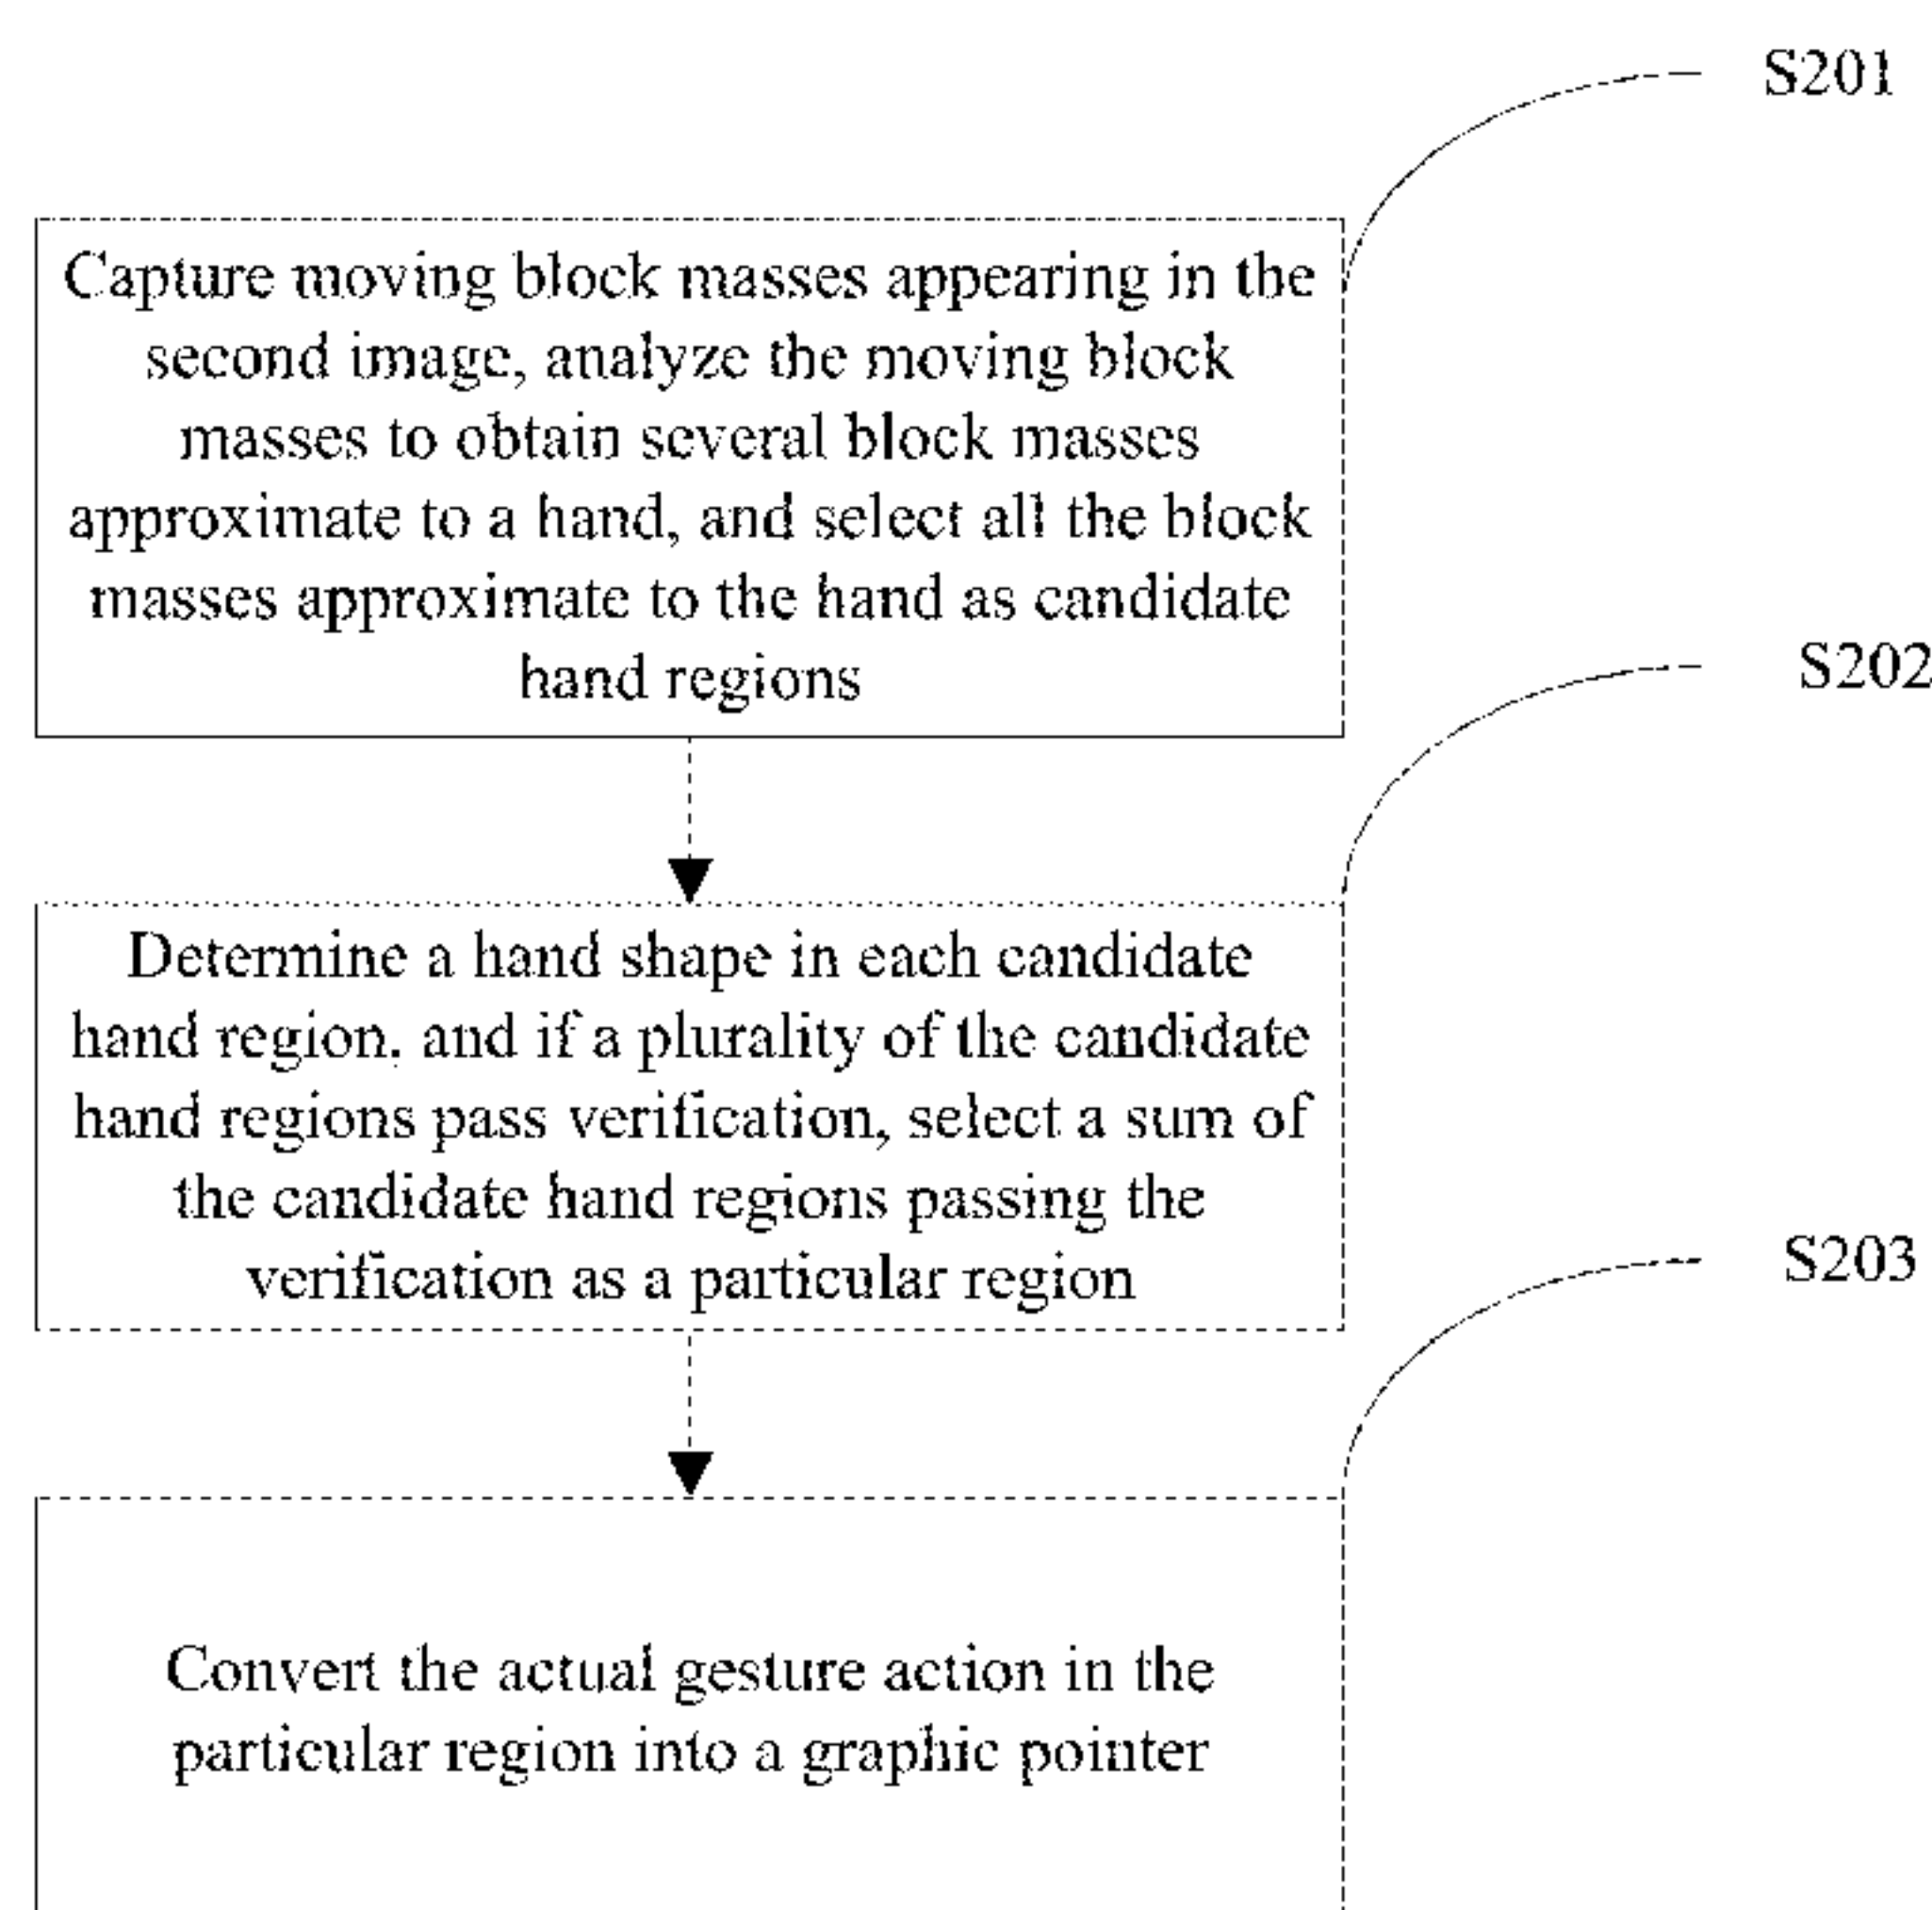 S201
Capture moving block masses appearing in the
second image, analyze the moving block
masses to obtain several block masses
approximate to a hand, and select all the block
masses approximate to the hand as candidate
hand regions
S202
Determine a hand shape in each candidate
hand region, and if a plurality of the candidate
hand regions pass verification, select a sum of
the candidate hand regions passing the
verification as a particular region
S203
Convert the actual gesture action in the
particular region into a graphic pointer